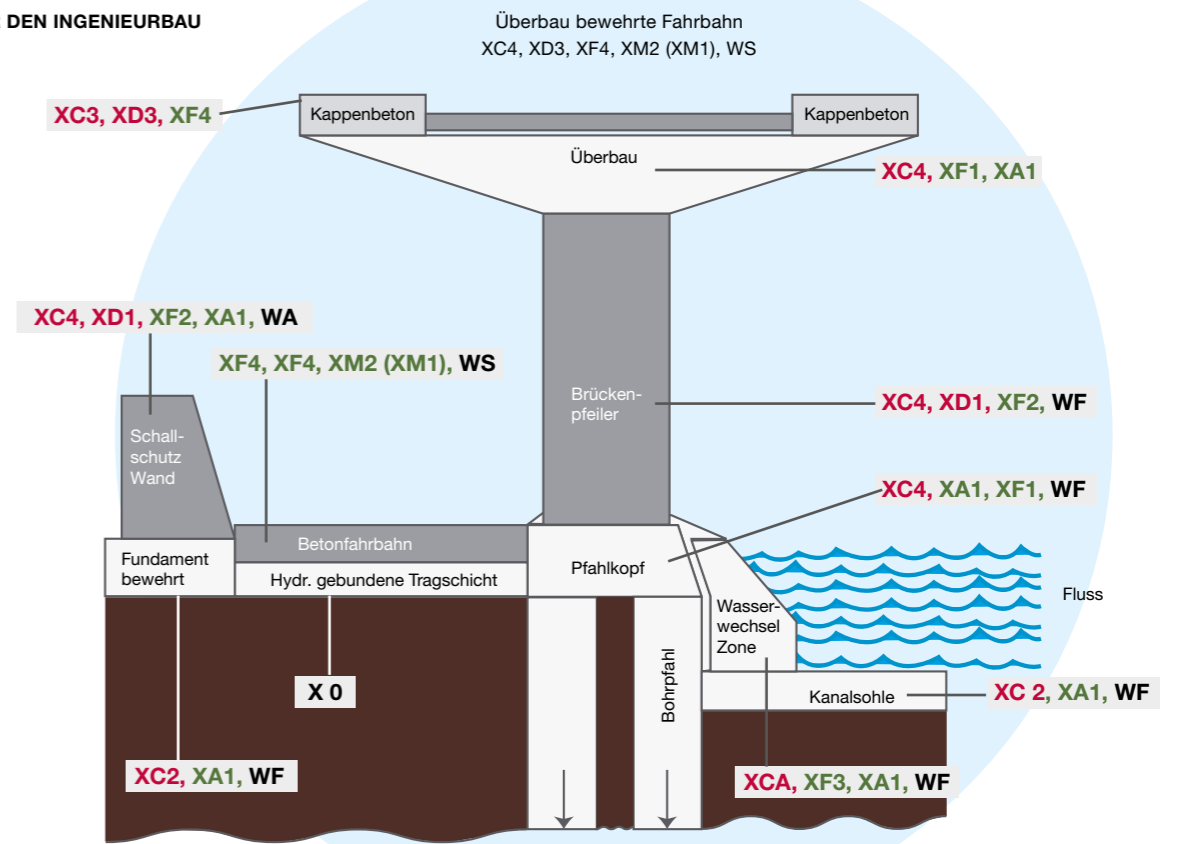 DEN INGENIEURBAU
Überbau bewehrte Fahrbahn
XC4, XD3, XF4, XM2 (XM1), WS
XC3, XD3, XF4
Kappenbeton
Kappenbeton
Überbau
XC4, XF1, XA1
XC4, XD1, XF2, XA1, WA
XF4, XF4, XM2 (XM1), WS
Brücken-
pfeiler
XC4, XD1, XF2, WF
Schall-
schutz
Wand
XC4, XA1, XF1, WF
Betonfahrbahn
Fundament
bewehrt
Hydr. gebundene Tragschicht
Pfahlkopf
Wasser-
wechsel
Zone
Fluss
Bohrpfahl
X 0
Kanalsohle
XC 2, XA1, WF
XC2, XA1, WF
XCA, XF3, XA1, WF